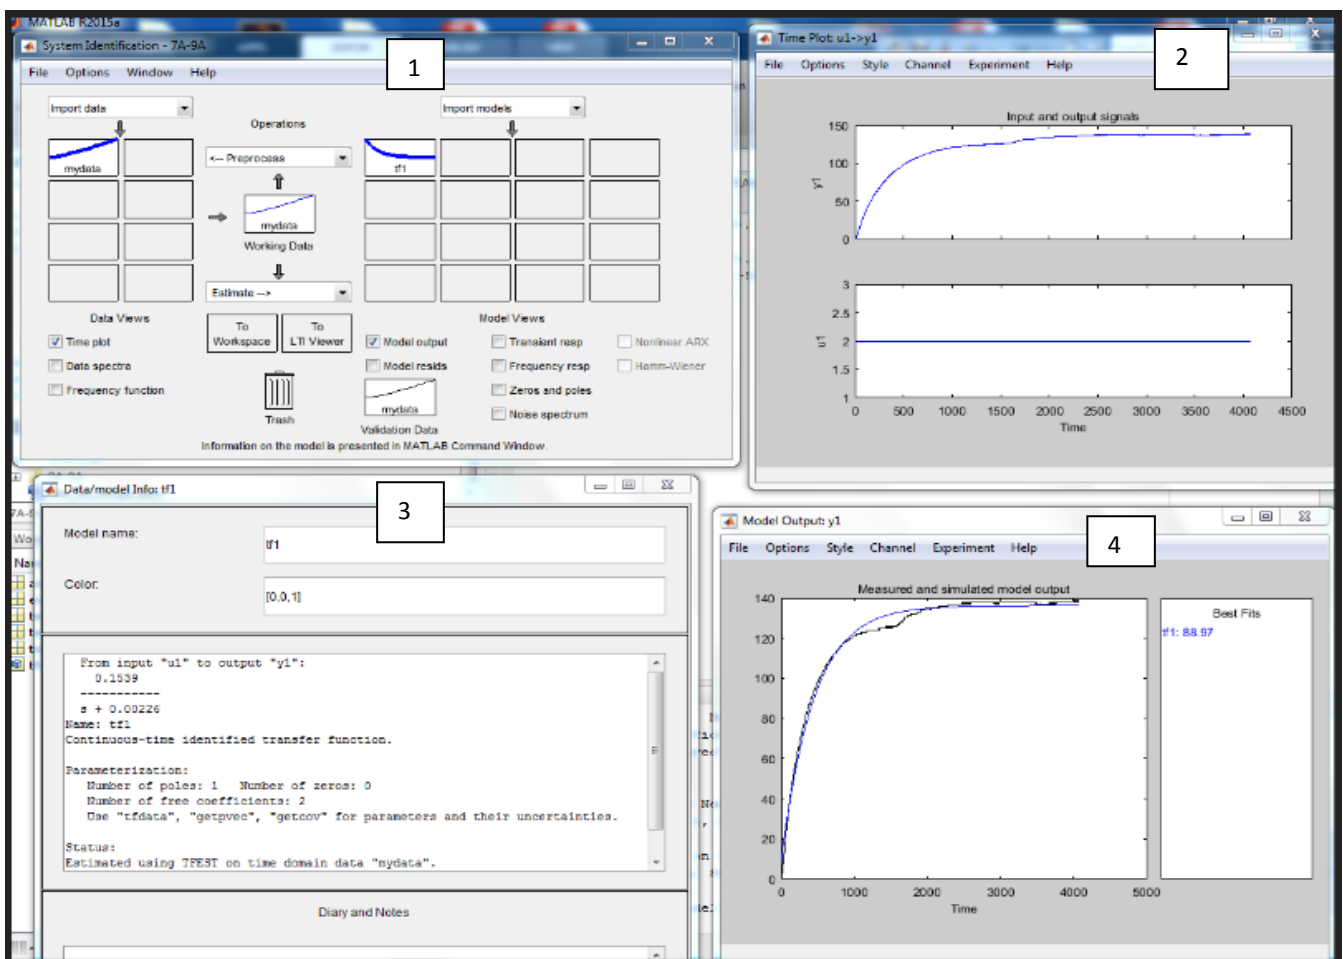 MATLAB R2015a
System Identification - 7A-9A
1
File Options Window Help
Import data
Import models
Operations
<-- Preprocess
mydata
tf1
mydata
Working Data
Estimate -->
Data Views
To Workspace
To LTI Viewer
Model Views
Time plot
Data spectra
Frequency function
Model output
Transient resp
Nonlinear ARX
Model resids
Frequency resp
Hamm-Wiener
Zeros and poles
Noise spectrum
Trash
mydata
Validation Data
Information on the model is presented in MATLAB Command Window.
Time Plot: u1->y1
2
File Options Style Channel Experiment Help
Input and output signals
150
100
50
0
y1
3
2.5
2
1.5
1
u1
0 500 1000 1500 2000 2500 3000 3500 4000 4500
Time
Data/model Info: tf1
3
Model name:
tf1
Color:
[0,0,1]
From input "u1" to output "y1":
0.1539
-----------
s + 0.00226
Name: tf1
Continuous-time identified transfer function.
Parameterization:
Number of poles: 1 Number of zeros: 0
Number of free coefficients: 2
Use "tfdata", "getpvec", "getcov" for parameters and their uncertainties.
Status:
Estimated using TFEST on time domain data "mydata".
Diary and Notes
Model Output: y1
4
File Options Style Channel Experiment Help
Measured and simulated model output
140
120
100
80
60
40
20
0
0 1000 2000 3000 4000 5000
Time
Best Fits
tf1: 88.97